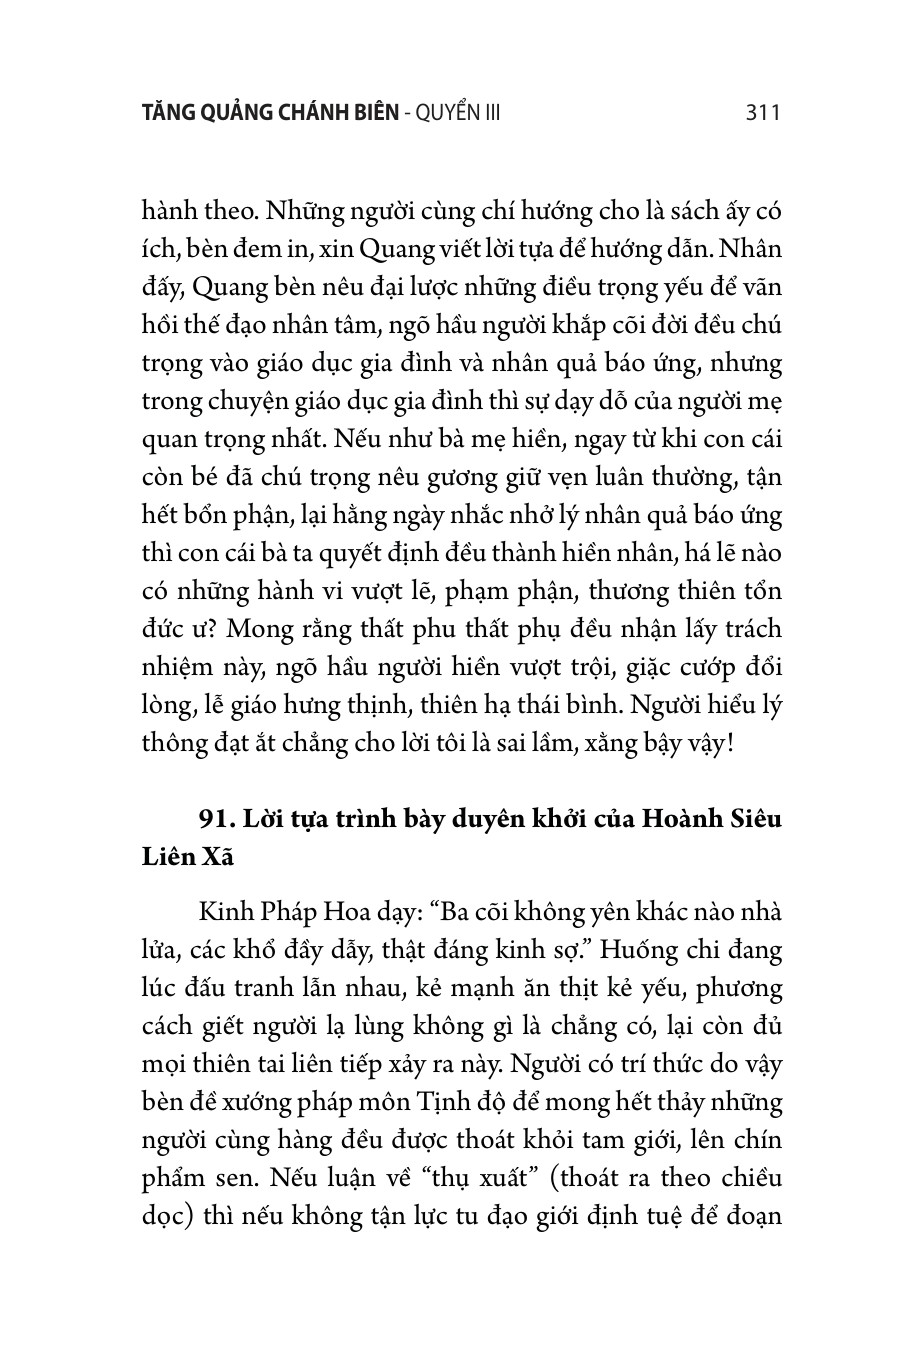 TĂNG QUẢNG CHÁNH BIÊN - QUYỂN III 311
hành theo. Những người cùng chí hướng cho là sách ấy có
ích, bèn đem in, xin Quang viết lời tựa để hướng dẫn. Nhân
đấy, Quang bèn nêu đại lược những điều trọng yếu để vãn
hồi thế đạo nhân tâm, ngõ hầu người khắp cõi đời đều chú
trọng vào giáo dục gia đình và nhân quả báo ứng, nhưng
trong chuyện giáo dục gia đình thì sự dạy dỗ của người mẹ
quan trọng nhất. Nếu như bà mẹ hiền, ngay từ khi con cái
còn bé đã chú trọng nêu gương giữ vẹn luân thường, tận
hết bổn phận, lại hằng ngày nhắc nhở lý nhân quả báo ứng
thì con cái bà ta quyết định đều thành hiền nhân, há lẽ nào
có những hành vi vượt lẽ, phạm phận, thương thiên tổn
đức ư? Mong rằng thất phu thất phụ đều nhận lấy trách
nhiệm này, ngõ hầu người hiền vượt trội, giặc cướp đổi
lòng, lễ giáo hưng thịnh, thiên hạ thái bình. Người hiểu lý
thông đạt ắt chẳng cho lời tôi là sai lầm, xằng bậy vậy!
91. Lời tựa trình bày duyên khởi của Hoành Siêu
Liên Xã
Kinh Pháp Hoa dạy: “Ba cõi không yên khác nào nhà
lửa, các khổ đầy dẫy, thật đáng kinh sợ.” Huống chi đang
lúc đấu tranh lẫn nhau, kẻ mạnh ăn thịt kẻ yếu, phương
cách giết người lạ lùng không gì là chẳng có, lại còn đủ
mọi thiên tai liên tiếp xảy ra này. Người có trí thức do vậy
bèn đề xướng pháp môn Tịnh độ để mong hết thảy những
người cùng hàng đều được thoát khỏi tam giới, lên chín
phẩm sen. Nếu luận về “thụ xuất” (thoát ra theo chiều
dọc) thì nếu không tận lực tu đạo giới định tuệ để đoạn